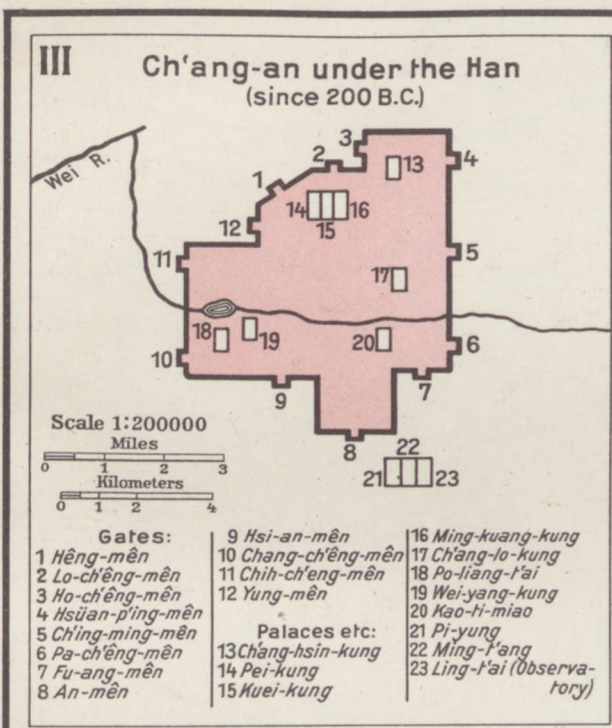 III
Ch'ang-an under the Han
(since 200 B.C.)
Wei R.
1
2
3
4
5
6
7
8
9
10
11
12
13
14
15
16
17
18
19
20
21
22
23
Scale 1:200000
Miles
0 1 2 3
Kilometers
0 1 2 4
Gates:
1 Hêng-mên
2 Lo-ch'êng-mên
3 Ho-ch'êng-mên
4 Hsüan-p'ing-mên
5 Ch'ing-ming-mên
6 Pa-ch'êng-mên
7 Fu-ang-mên
8 An-mên
9 Hsi-an-mên
10 Chang-ch'êng-mên
11 Chih-ch'eng-mên
12 Yung-mên
Palaces etc:
13 Ch'ang-hsin-kung
14 Pei-kung
15 Kuei-kung
16 Ming-kuang-kung
17 Ch'ang-lo-kung
18 Po-liang-t'ai
19 Wei-yang-kung
20 Kao-ti-miao
21 Pi-yung
22 Ming-t'ang
23 Ling-t'ai (Observa-
tory)